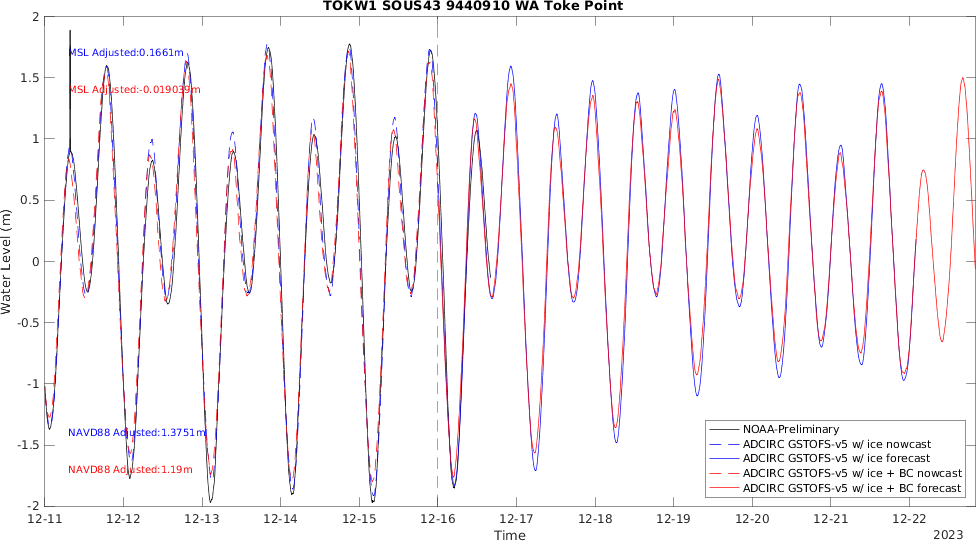 TOKW1 SOUS43 9440910 WA Toke Point
2
1.5
1
0.5
0
-0.5
-1
-1.5
-2
Water Level (m)
MSL Adjusted:0.1661m
MSL Adjusted:-0.019039m
NAVD88 Adjusted:1.3751m
NAVD88 Adjusted:1.19m
NOAA-Preliminary
ADCIRC GSTOFS-v5 w/ ice nowcast
ADCIRC GSTOFS-v5 w/ ice forecast
ADCIRC GSTOFS-v5 w/ ice + BC nowcast
ADCIRC GSTOFS-v5 w/ ice + BC forecast
12-11 12-12 12-13 12-14 12-15 12-16 12-17 12-18 12-19 12-20 12-21 12-22
Time
2023